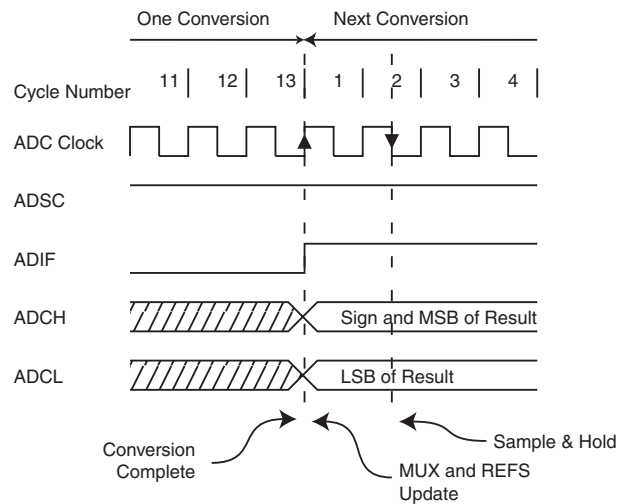 One Conversion Next Conversion
Cycle Number 11 12 13 1 2 3 4
ADC Clock
ADSC
ADIF
ADCH Sign and MSB of Result
ADCL LSB of Result
Conversion
Complete
MUX and REFS
Update
Sample & Hold